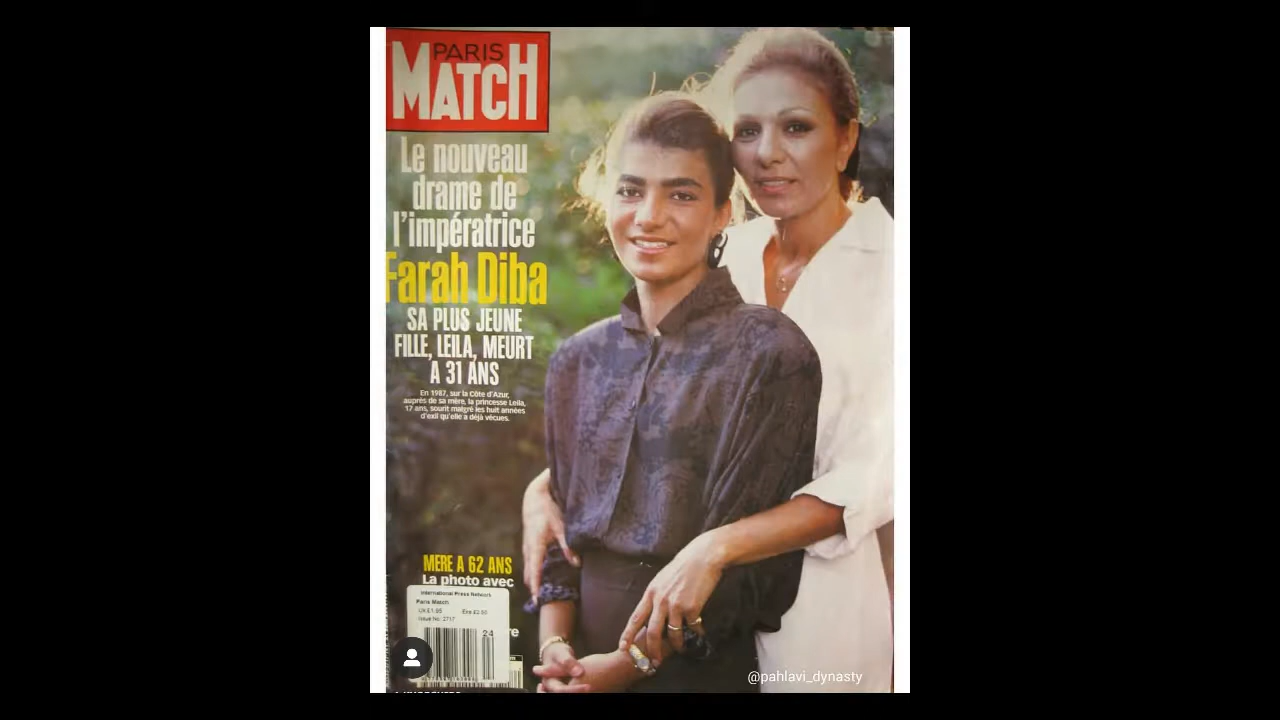 PARIS
MATCH
Le nouveau
drame de
l'impératrice
Farah Diba
SA PLUS JEUNE
FILLE, LEILA, MEURT
A 31 ANS
En 1987, sur la Côte d'Azur,
auprès de sa mère, la princesse Leila,
17 ans, sourit malgré les huit années
d'exil qu'elle a déjà vécues.
MERE A 62 ANS
La photo avec
International Press Network
Paris Match
Issue No: 2717
24
re
@pahlavi_dynasty